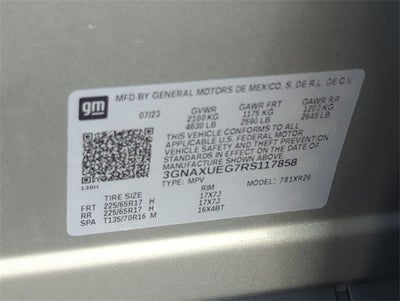 gm
MFD BY GENERAL MOTORS DE MEXICO, S. DE R.L. DE C.V.
07/23 GVWR GAWR FRT GAWR RR
2100 KG 1175 KG 1200 KG
4630 LB 2590 LB 2645 LB
THIS VEHICLE CONFORMS TO ALL
APPLICABLE U.S. FEDERAL MOTOR
VEHICLE SAFETY AND THEFT PREVENTION
STANDARDS IN EFFECT ON THE DATE
OF MANUFACTURE SHOWN ABOVE.
3GNAXUEG7RS117858
TYPE: MPV MODEL: 781XR26
130H
TIRE SIZE RIM
FRT 225/65R17 H 17X7J
RR 225/65R17 H 17X7J
SPA T135/70R16 M 16X4BT